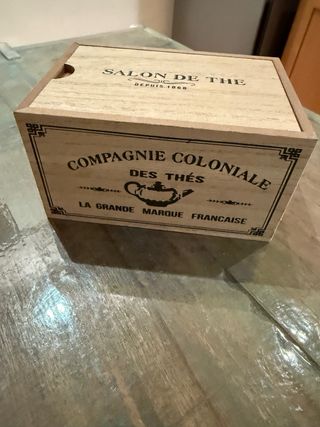 SALON DE THE
DEPUIS.1868
COMPAGNIE COLONIALE
DES THÉS
LA GRANDE MARQUE FRANCAISE